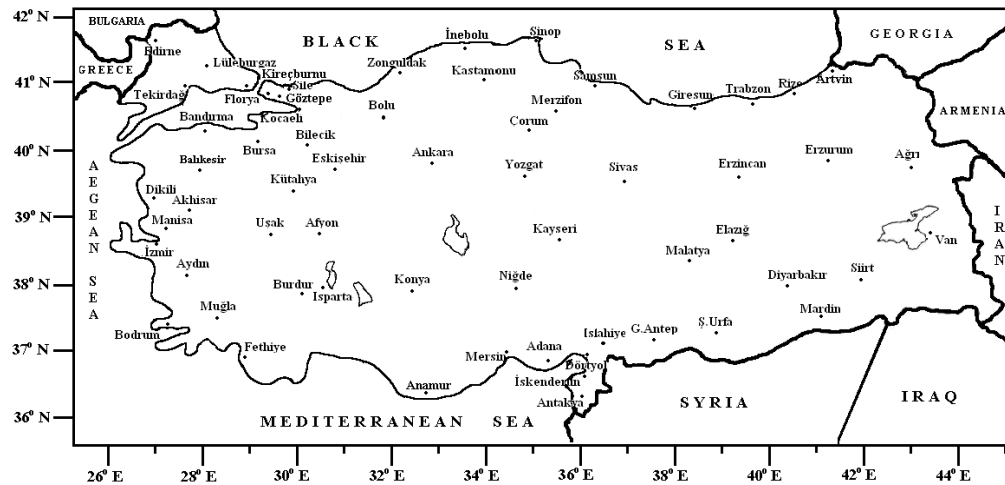 42° N
BULGARIA
BLACK
İnebolu
Sinop
SEA
GEORGIA
Edirne
Lüleburgaz
Kireçburnu
Zonguldak
Kastamonu
Samsun
Artvin
GREECE
41° N
Şile
Rize
Tekirdağ
Florya
Göztepe
Bolu
Merzifon
Giresun
Trabzon
Bandırma
Kocaeli
Çorum
ARMENIA
Bilecik
40° N
Bursa
Eskişehir
Ankara
Yozgat
Sivas
Erzincan
Erzurum
Ağrı
Balıkesir
Kütahya
AEGEAN SEA
Dikili
Akhisar
39° N
Manisa
Uşak
Afyon
Kayseri
Elazığ
Van
IRAN
İzmir
Malatya
38° N
Aydın
Burdur
Isparta
Konya
Niğde
Diyarbakır
Siirt
Muğla
Mardin
Bodrum
Islahiye
G.Antep
Ş.Urfa
37° N
Fethiye
Mersin
Adana
Dörtyol
İskenderun
Anamur
Antakya
SYRIA
IRAQ
36° N
MEDITERRANEAN SEA
26° E 28° E 30° E 32° E 34° E 36° E 38° E 40° E 42° E 44° E